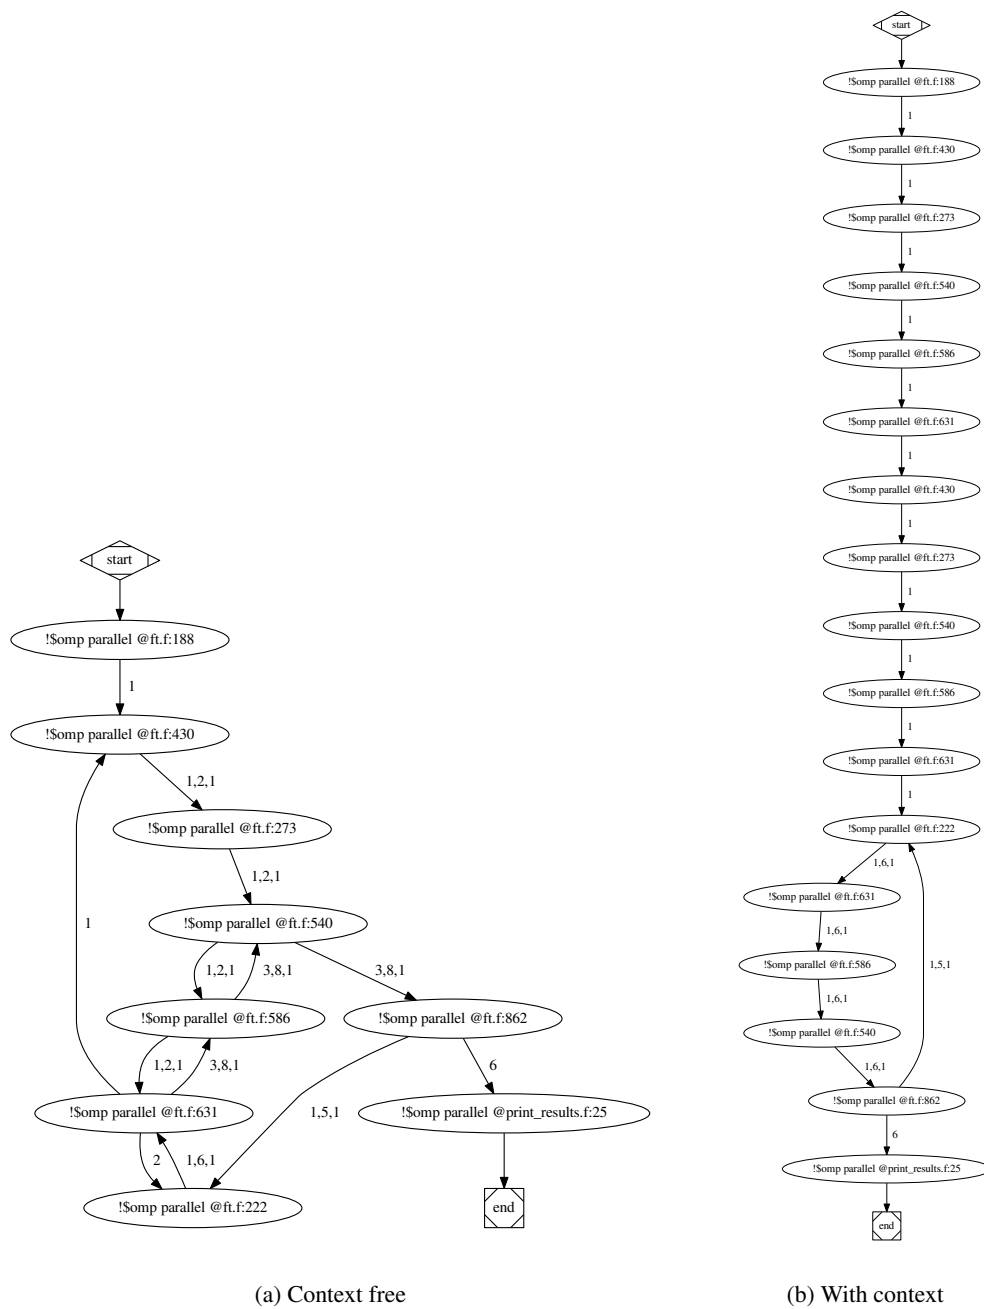 start
!$omp parallel @ft.f:188
1
!$omp parallel @ft.f:430
1,2,1
!$omp parallel @ft.f:273
1,2,1
!$omp parallel @ft.f:540
1,2,1
3,8,1
3,8,1
!$omp parallel @ft.f:586
!$omp parallel @ft.f:862
1
1,2,1
3,8,1
6
!$omp parallel @ft.f:631
!$omp parallel @print_results.f:25
1,5,1
2
1,6,1
!$omp parallel @ft.f:222
end
(a) Context free
start
!$omp parallel @ft.f:188
1
!$omp parallel @ft.f:430
1
!$omp parallel @ft.f:273
1
!$omp parallel @ft.f:540
1
!$omp parallel @ft.f:586
1
!$omp parallel @ft.f:631
1
!$omp parallel @ft.f:430
1
!$omp parallel @ft.f:273
1
!$omp parallel @ft.f:540
1
!$omp parallel @ft.f:586
1
!$omp parallel @ft.f:631
1
!$omp parallel @ft.f:222
1,6,1
!$omp parallel @ft.f:631
1,6,1
!$omp parallel @ft.f:586
1,5,1
1,6,1
!$omp parallel @ft.f:540
1,6,1
!$omp parallel @ft.f:862
6
!$omp parallel @print_results.f:25
end
(b) With context